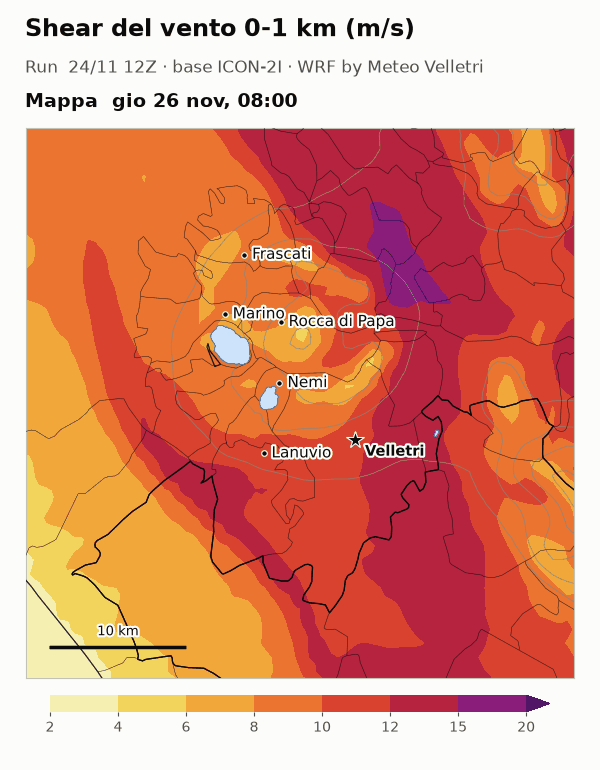 Shear del vento 0-1 km (m/s)
Run  24/11 12Z · base ICON-2I · WRF by Meteo Velletri
Mappa  gio 26 nov, 08:00
Frascati
Marino
Rocca di Papa
Nemi
Velletri
Lanuvio
10 km
2 4 6 8 10 12 15 20